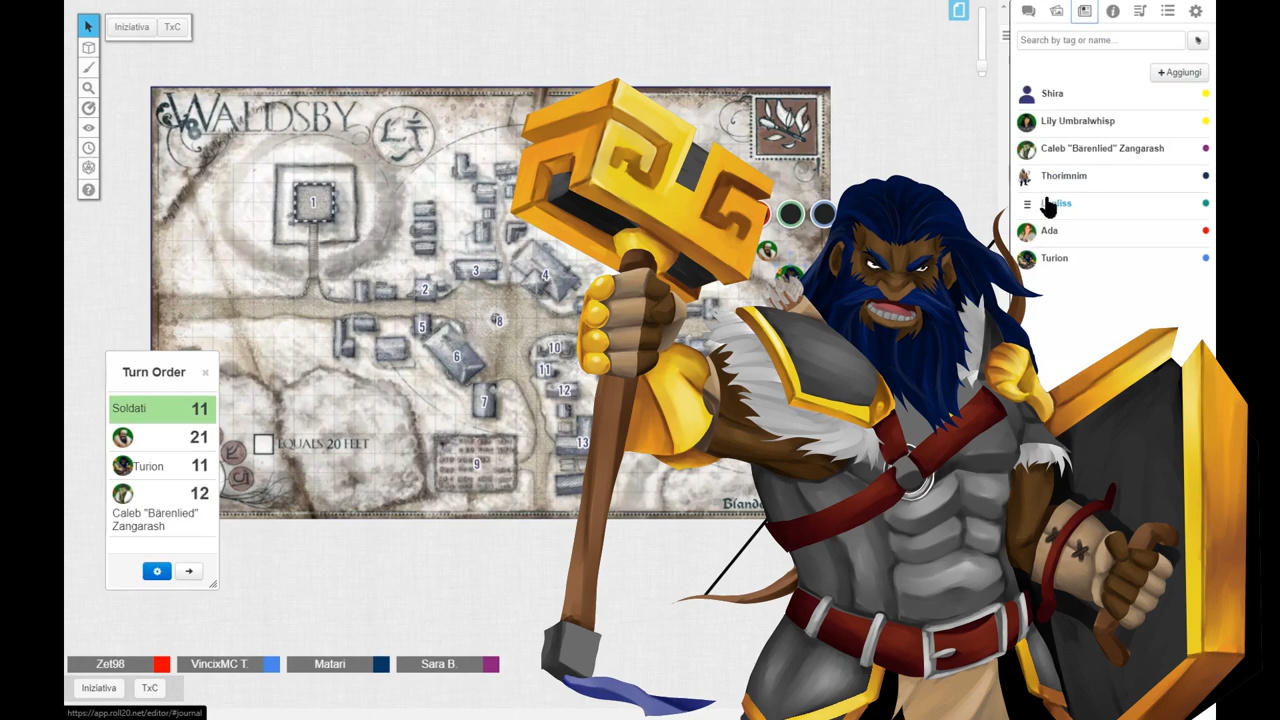 Iniziativa
TxC
Search by tag or name...
+ Aggiungi
Shira
Lily Umbralwhisp
Caleb "Bärenlied" Zangarash
Thorimnim
Ada
Turion
WALDSBY
1
2
3
4
5
6
7
8
9
10
11
12
13
EQUALS 20 FEET
Turn Order
×
Soldati 11
21
Turion 11
12
Caleb "Bärenlied"
Zangarash
Zet98
VincixMC T.
Matari
Sara B.
Iniziativa
TxC
https://app.roll20.net/editor/#journal